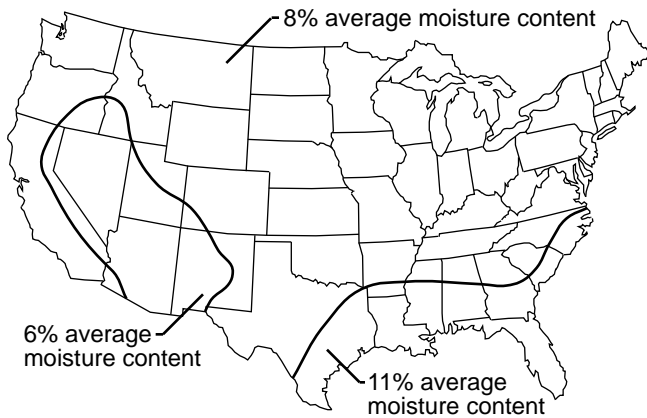 8% average moisture content
6% average
moisture content
11% average
moisture content